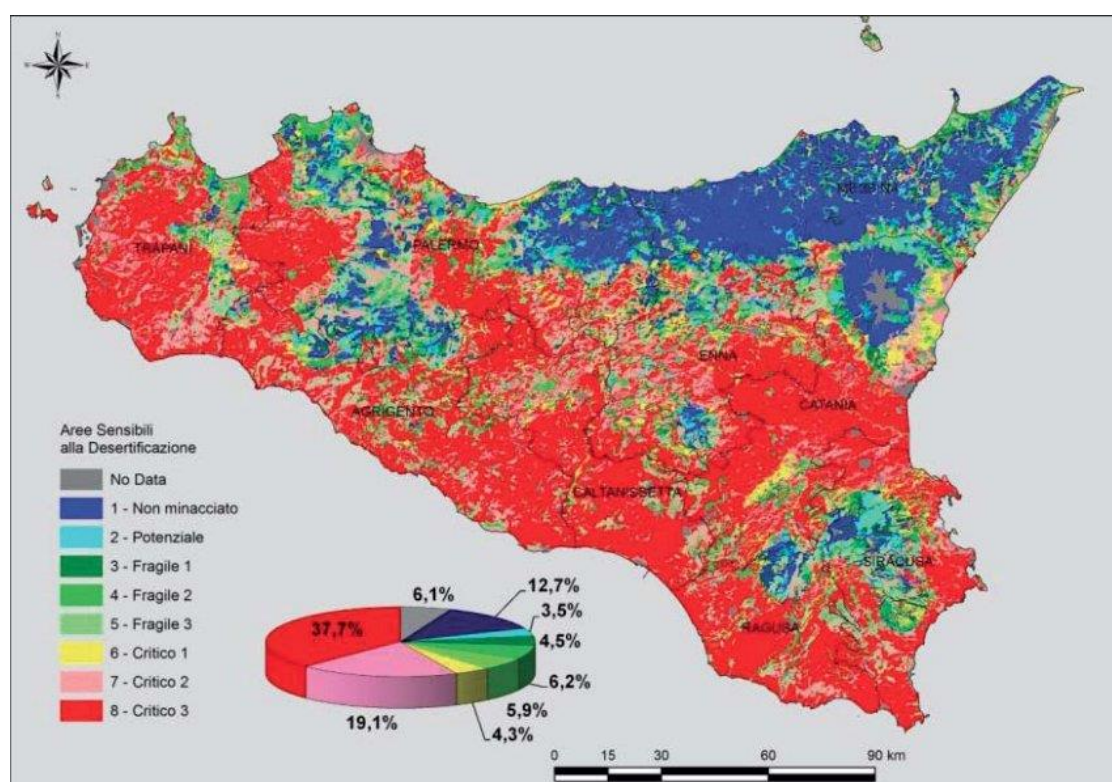 N
W
E
S
MESSINA
TRAPANI
PALERMO
ENNA
CATANIA
AGRIGENTO
CALTANISSETTA
SIRACUSA
RAGUSA
Aree Sensibili
alla Desertificazione
No Data
1 - Non minacciato
2 - Potenziale
3 - Fragile 1
4 - Fragile 2
5 - Fragile 3
6 - Critico 1
7 - Critico 2
8 - Critico 3
6,1%
12,7%
3,5%
4,5%
6,2%
5,9%
4,3%
19,1%
37,7%
0 15 30 60 90 km